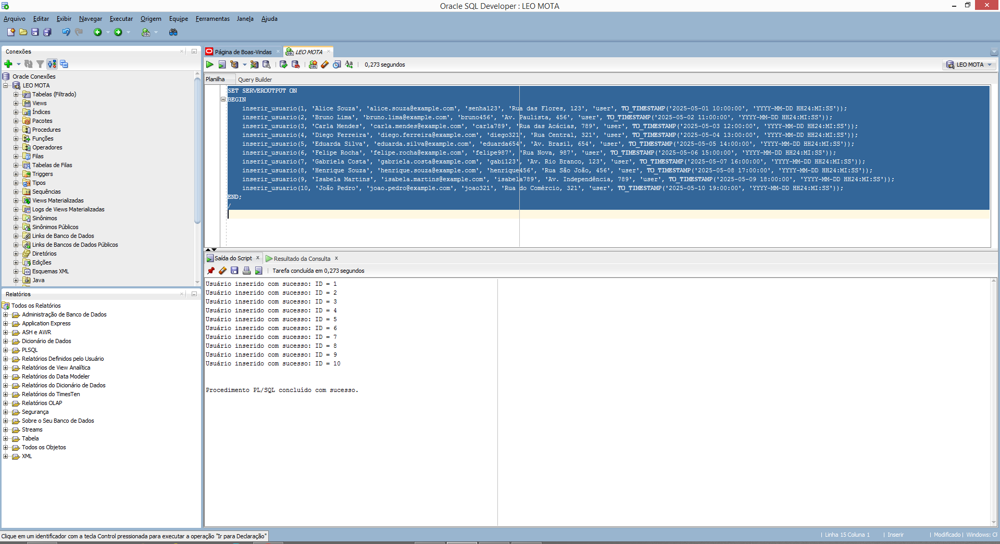 Oracle SQL Developer : LEO MOTA
Arquivo Editar Exibir Navegar Executar Origem Equipe Ferramentas Janela Ajuda
Conexões
Oracle Conexões
LEO MOTA
Tabelas (Filtrado)
Views
Índices
Pacotes
Procedures
Funções
Operadores
Filas
Tabelas de Filas
Triggers
Tipos
Sequências
Views Materializadas
Logs de Views Materializadas
Sinônimos
Sinônimos Públicos
Links de Banco de Dados
Links de Bancos de Dados Públicos
Diretórios
Edições
Esquemas XML
Java
Relatórios
Todos os Relatórios
Administração de Banco de Dados
Application Express
ASH e AWR
Dicionário de Dados
PLSQL
Relatórios Definidos pelo Usuário
Relatórios de View Analítica
Relatórios do Data Modeler
Relatórios do Dicionário de Dados
Relatórios do TimesTen
Relatórios OLAP
Segurança
Sobre o Seu Banco de Dados
Streams
Tabela
Todos os Objetos
XML
Página de Boas-Vindas LEO MOTA
0,273 segundos LEO MOTA
Planilha Query Builder
SET SERVEROUTPUT ON
BEGIN
inserir_usuario(1, 'Alice Souza', 'alice.souza@example.com', 'senha123', 'Rua das Flores, 123', 'user', TO_TIMESTAMP('2025-05-01 10:00:00', 'YYYY-MM-DD HH24:MI:SS'));
inserir_usuario(2, 'Bruno Lima', 'bruno.lima@example.com', 'bruno456', 'Av. Paulista, 456', 'user', TO_TIMESTAMP('2025-05-02 11:00:00', 'YYYY-MM-DD HH24:MI:SS'));
inserir_usuario(3, 'Carla Mendes', 'carla.mendes@example.com', 'carla789', 'Rua das Acácias, 789', 'user', TO_TIMESTAMP('2025-05-03 12:00:00', 'YYYY-MM-DD HH24:MI:SS'));
inserir_usuario(4, 'Diego Ferreira', 'diego.ferreira@example.com', 'diego321', 'Rua Central, 321', 'user', TO_TIMESTAMP('2025-05-04 13:00:00', 'YYYY-MM-DD HH24:MI:SS'));
inserir_usuario(5, 'Eduarda Silva', 'eduarda.silva@example.com', 'eduarda654', 'Av. Brasil, 654', 'user', TO_TIMESTAMP('2025-05-05 14:00:00', 'YYYY-MM-DD HH24:MI:SS'));
inserir_usuario(6, 'Felipe Rocha', 'felipe.rocha@example.com', 'felipe987', 'Rua Nova, 987', 'user', TO_TIMESTAMP('2025-05-06 15:00:00', 'YYYY-MM-DD HH24:MI:SS'));
inserir_usuario(7, 'Gabriela Costa', 'gabriela.costa@example.com', 'gabi123', 'Av. Rio Branco, 123', 'user', TO_TIMESTAMP('2025-05-07 16:00:00', 'YYYY-MM-DD HH24:MI:SS'));
inserir_usuario(8, 'Henrique Souza', 'henrique.souza@example.com', 'henrique456', 'Rua São João, 456', 'user', TO_TIMESTAMP('2025-05-08 17:00:00', 'YYYY-MM-DD HH24:MI:SS'));
inserir_usuario(9, 'Isabela Martins', 'isabela.martins@example.com', 'isabela789', 'Av. Independência, 789', 'user', TO_TIMESTAMP('2025-05-09 18:00:00', 'YYYY-MM-DD HH24:MI:SS'));
inserir_usuario(10, 'João Pedro', 'joao.pedro@example.com', 'joao321', 'Rua do Comércio, 321', 'user', TO_TIMESTAMP('2025-05-10 19:00:00', 'YYYY-MM-DD HH24:MI:SS'));
END;
/
Saída do Script Resultado da Consulta
Tarefa concluída em 0,273 segundos
Usuário inserido com sucesso: ID = 1
Usuário inserido com sucesso: ID = 2
Usuário inserido com sucesso: ID = 3
Usuário inserido com sucesso: ID = 4
Usuário inserido com sucesso: ID = 5
Usuário inserido com sucesso: ID = 6
Usuário inserido com sucesso: ID = 7
Usuário inserido com sucesso: ID = 8
Usuário inserido com sucesso: ID = 9
Usuário inserido com sucesso: ID = 10
Procedimento PL/SQL concluído com sucesso.
Clique em um identificador com a tecla Control pressionada para executar a operação "Ir para Declaração"
Linha 15 Coluna 1 | Inserir | Modificado | Windows: